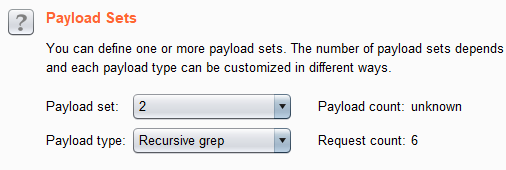 ?
Payload Sets
You can define one or more payload sets. The number of payload sets depends
and each payload type can be customized in different ways.
Payload set: 2 Payload count: unknown
Payload type: Recursive grep Request count: 6